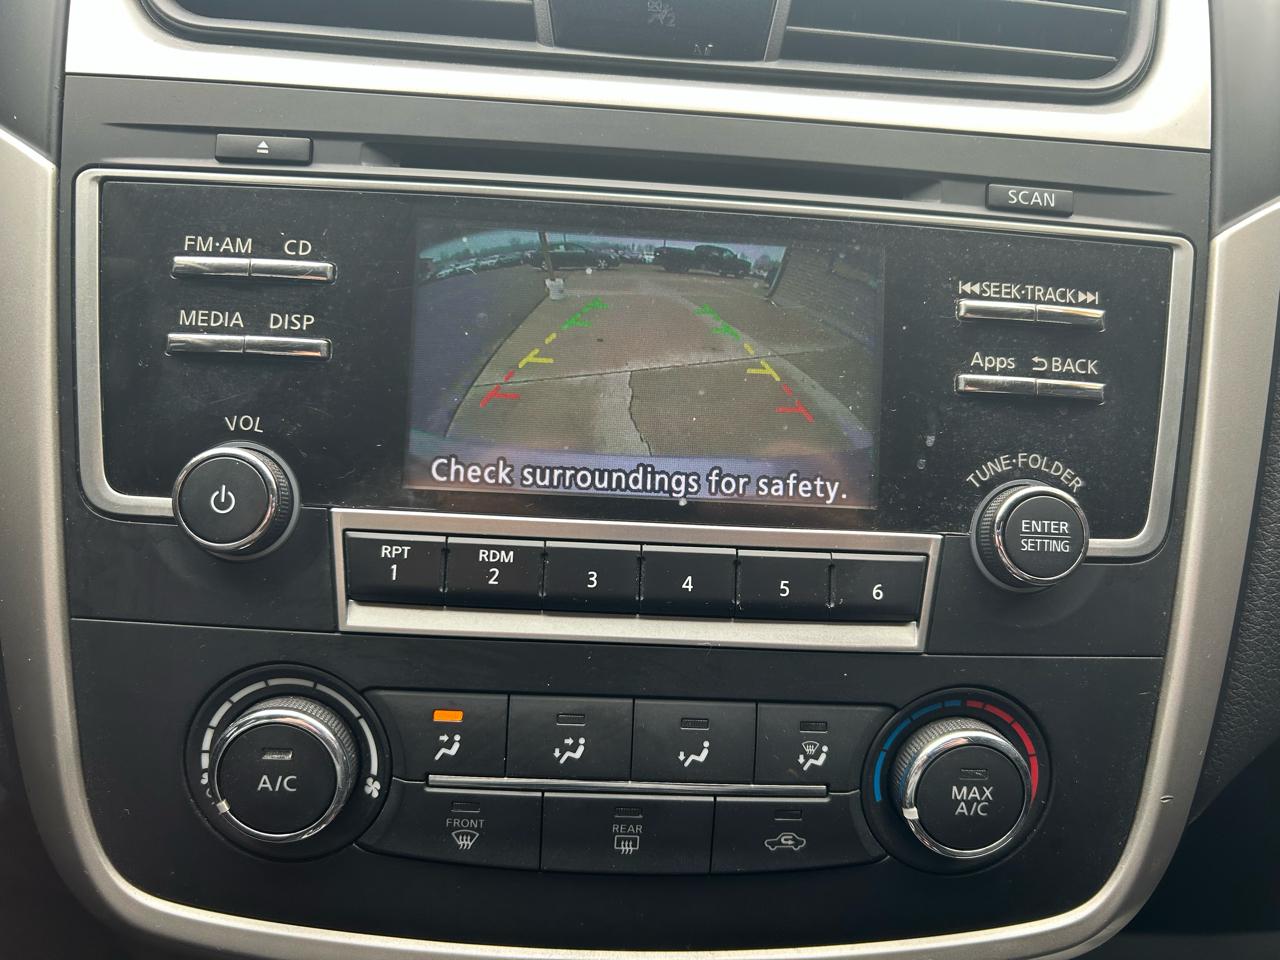 SCAN
FM·AM CD
MEDIA DISP
VOL
SEEK·TRACK
Apps BACK
TUNE·FOLDER
ENTER
SETTING
Check surroundings for safety.
RPT
1
RDM
2
3
4
5
6
A/C
MAX
A/C
FRONT
REAR